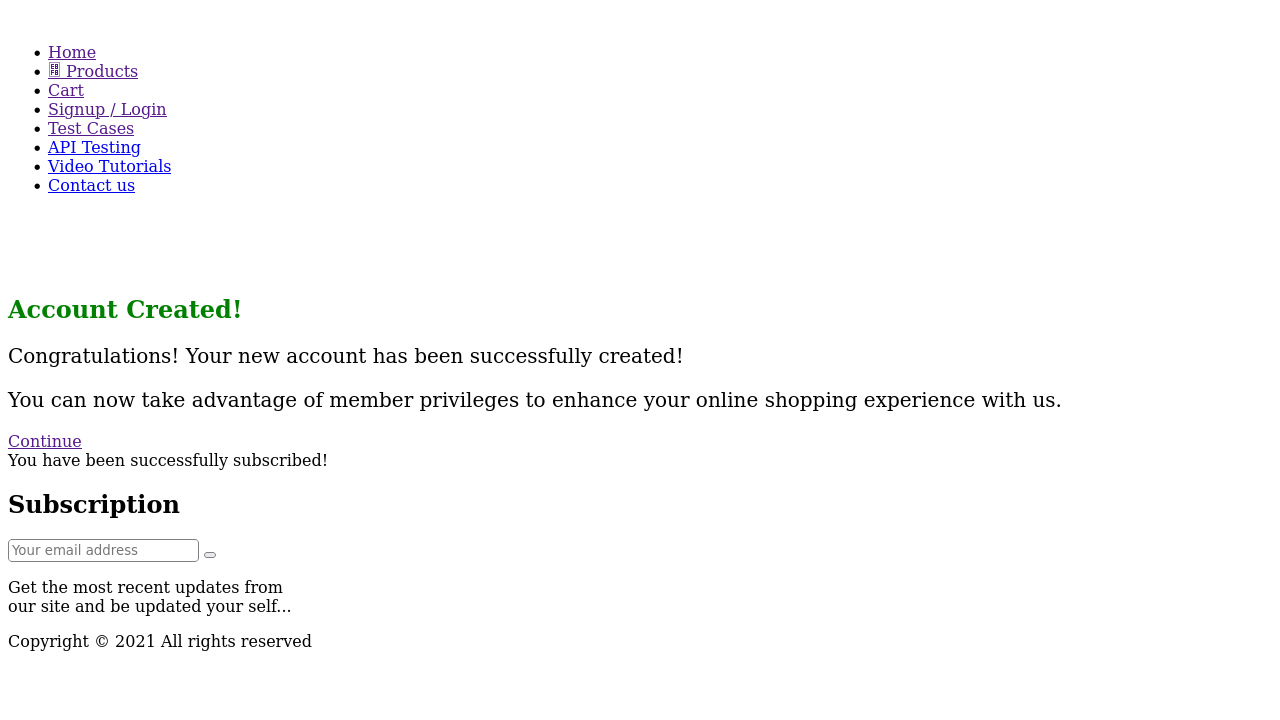 Home
Products
Cart
Signup / Login
Test Cases
API Testing
Video Tutorials
Contact us
Account Created!
Congratulations! Your new account has been successfully created!
You can now take advantage of member privileges to enhance your online shopping experience with us.
Continue
You have been successfully subscribed!
Subscription
Your email address
Get the most recent updates from
our site and be updated your self...
Copyright © 2021 All rights reserved